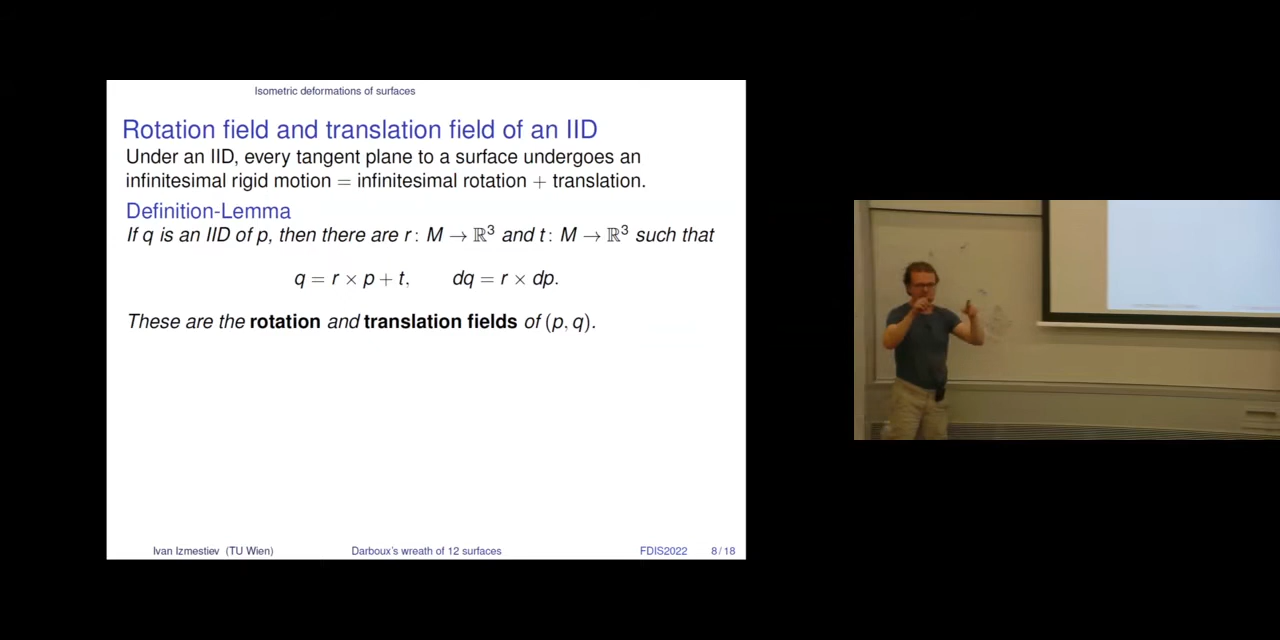 Isometric deformations of surfaces
Rotation field and translation field of an IID
Under an IID, every tangent plane to a surface undergoes an
infinitesimal rigid motion = infinitesimal rotation + translation.
Definition-Lemma
If q is an IID of p, then there are r : M → ℝ³ and t : M → ℝ³ such that
q = r × p + t, dq = r × dp.
These are the rotation and translation fields of (p, q).
Ivan Izmestiev (TU Wien) Darboux's wreath of 12 surfaces FDIS2022 8 / 18